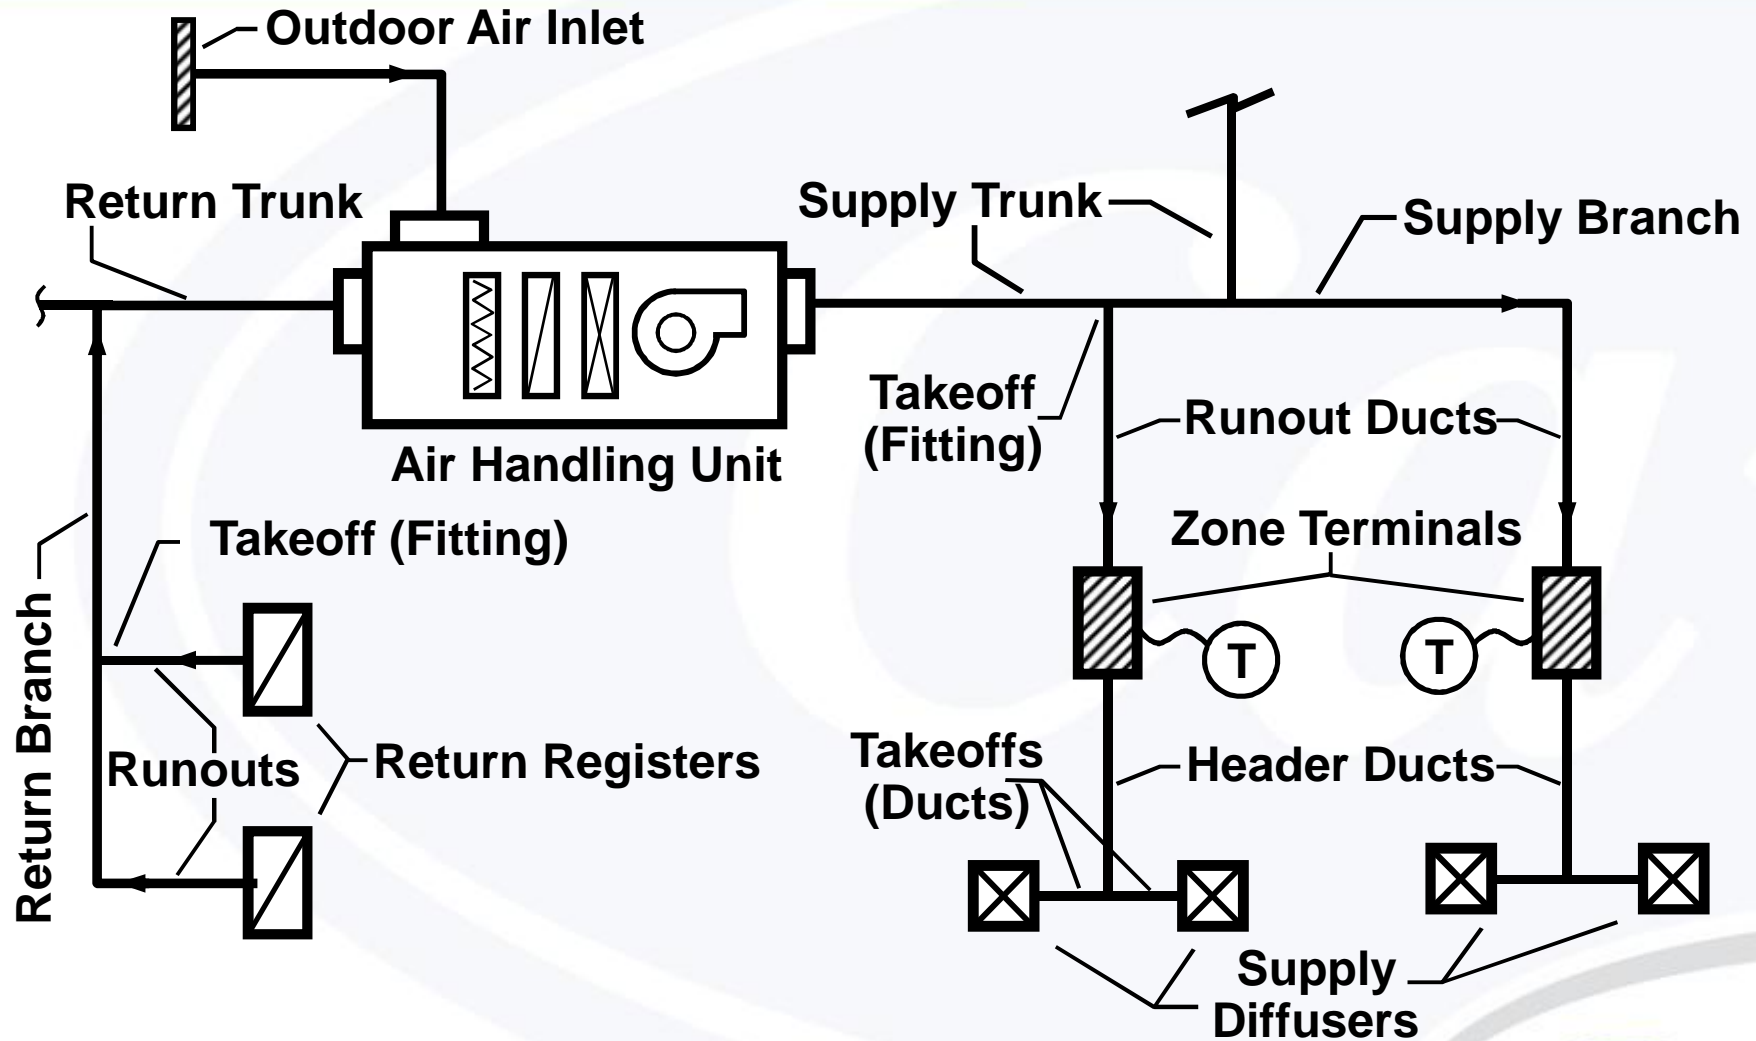 Outdoor Air Inlet
Return Trunk
Supply Trunk
Supply Branch
Takeoff
(Fitting)
Runout Ducts
Air Handling Unit
Zone Terminals
Takeoff (Fitting)
T
T
Return Branch
Runouts
Return Registers
Takeoffs
(Ducts)
Header Ducts
Supply
Diffusers